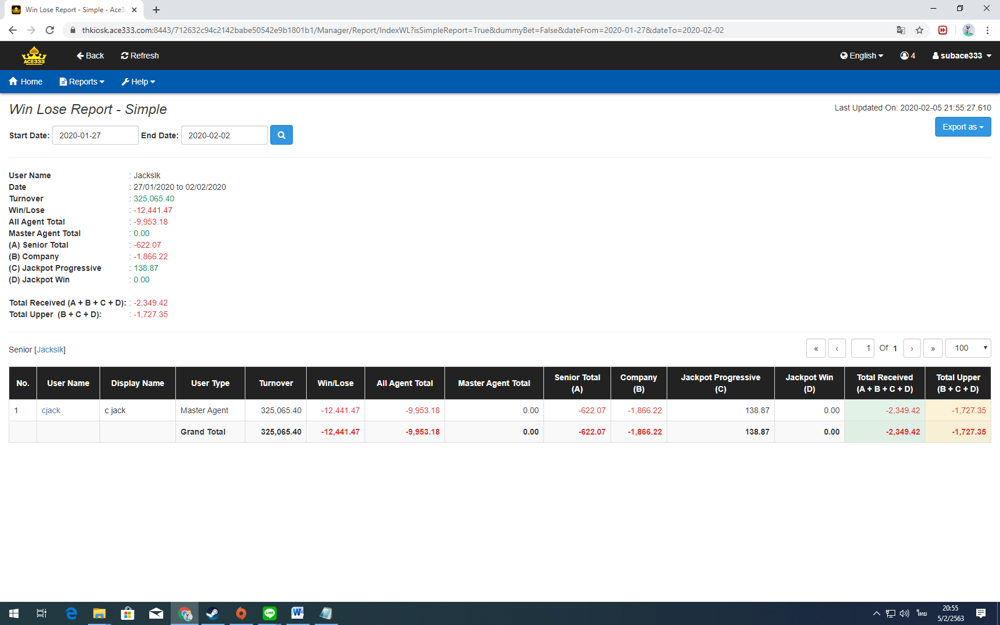 Win Lose Report - Simple - Ace3
thkiosk.ace333.com:8443/712632c94c2142babe50542e9b1801b1/Manager/Report/IndexWL?isSimpleReport=True&dummyBet=False&dateFrom=2020-01-27&dateTo=2020-02-02
ACE333 Back Refresh English 4 subace333
Home Reports Help
Win Lose Report - Simple
Last Updated On: 2020-02-05 21:55:27.610
Start Date: 2020-01-27 End Date: 2020-02-02
Export as
User Name : Jackslk
Date : 27/01/2020 to 02/02/2020
Turnover : 325,065.40
Win/Lose : -12,441.47
All Agent Total : -9,953.18
Master Agent Total : 0.00
(A) Senior Total : -622.07
(B) Company : -1,866.22
(C) Jackpot Progressive : 138.87
(D) Jackpot Win : 0.00
Total Received (A + B + C + D): : -2,349.42
Total Upper (B + C + D): : -1,727.35
Senior [Jackslk]
« ‹ 1 Of 1 › » 100
No. User Name Display Name User Type Turnover Win/Lose All Agent Total Master Agent Total Senior Total (A) Company (B) Jackpot Progressive (C) Jackpot Win (D) Total Received (A + B + C + D) Total Upper (B + C + D)
1 cjack c jack Master Agent 325,065.40 -12,441.47 -9,953.18 0.00 -622.07 -1,866.22 138.87 0.00 -2,349.42 -1,727.35
Grand Total 325,065.40 -12,441.47 -9,953.18 0.00 -622.07 -1,866.22 138.87 0.00 -2,349.42 -1,727.35
LINE
ไทย
20:55
5/2/2563